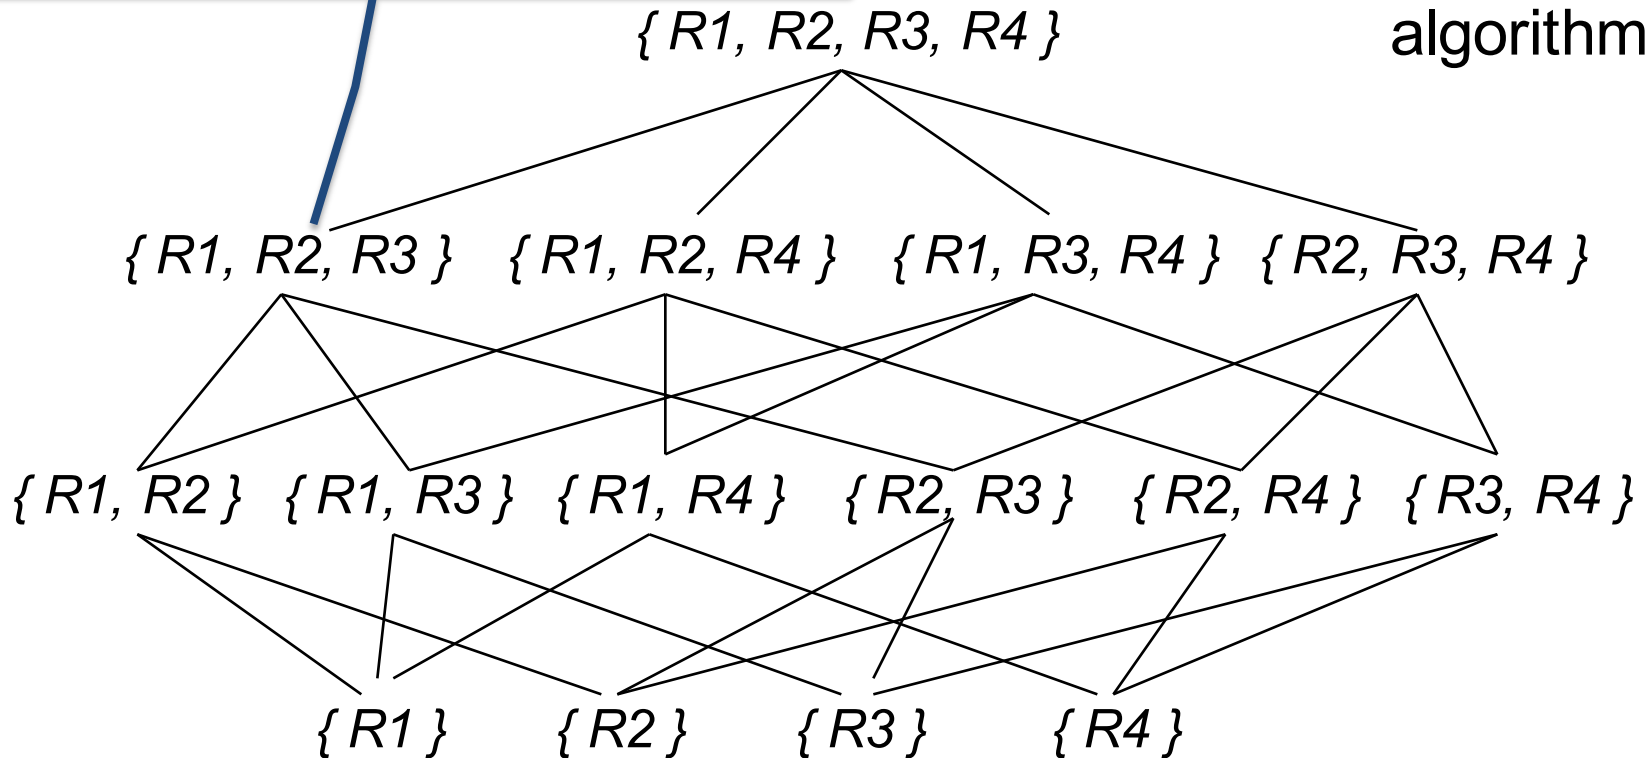 { R1, R2, R3, R4 }
algorithm
{ R1, R2, R3 } { R1, R2, R4 } { R1, R3, R4 } { R2, R3, R4 }
{ R1, R2 } { R1, R3 } { R1, R4 } { R2, R3 } { R2, R4 } { R3, R4 }
{ R1 } { R2 } { R3 } { R4 }